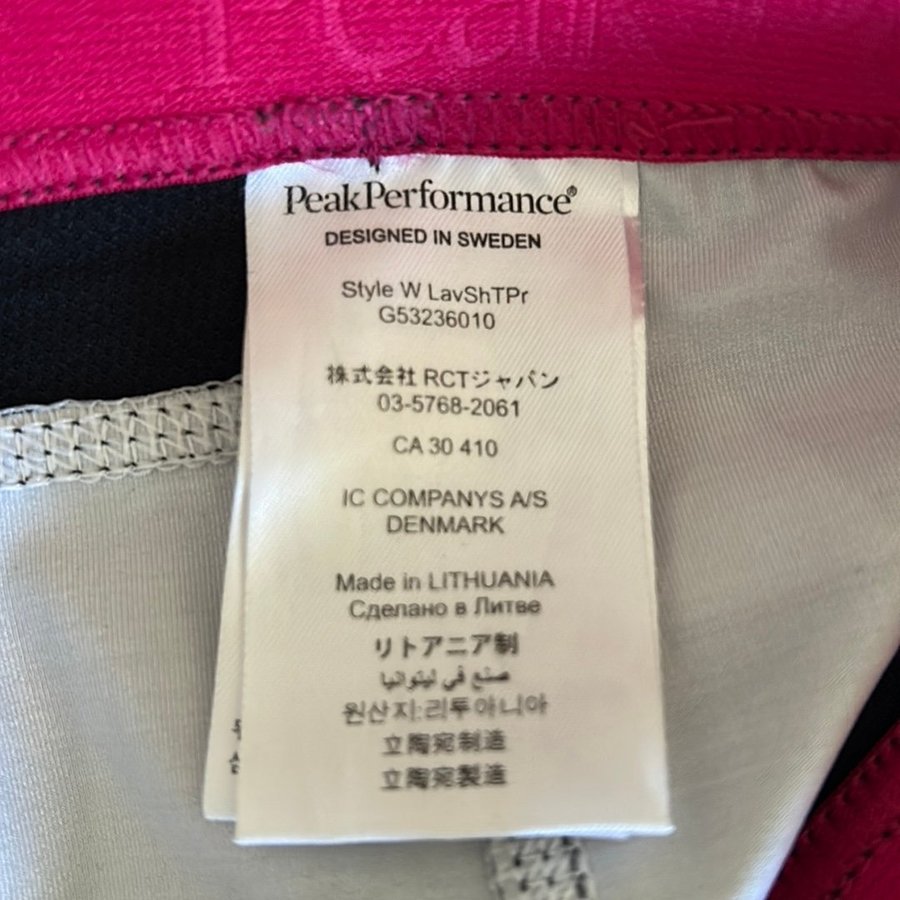 PeakPerformance®
DESIGNED IN SWEDEN
Style W LavShTPr
G53236010
株式会社 RCTジャパン
03-5768-2061
CA 30 410
IC COMPANYS A/S
DENMARK
Made in LITHUANIA
Сделано в Литве
リトアニア制
صنع في ليتوانيا
원산지:리투아니아
立陶宛制造
立陶宛製造